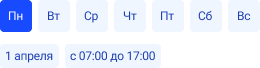 Пн Вт Ср Чт Пт Сб Вс
1 апреля с 07:00 до 17:00